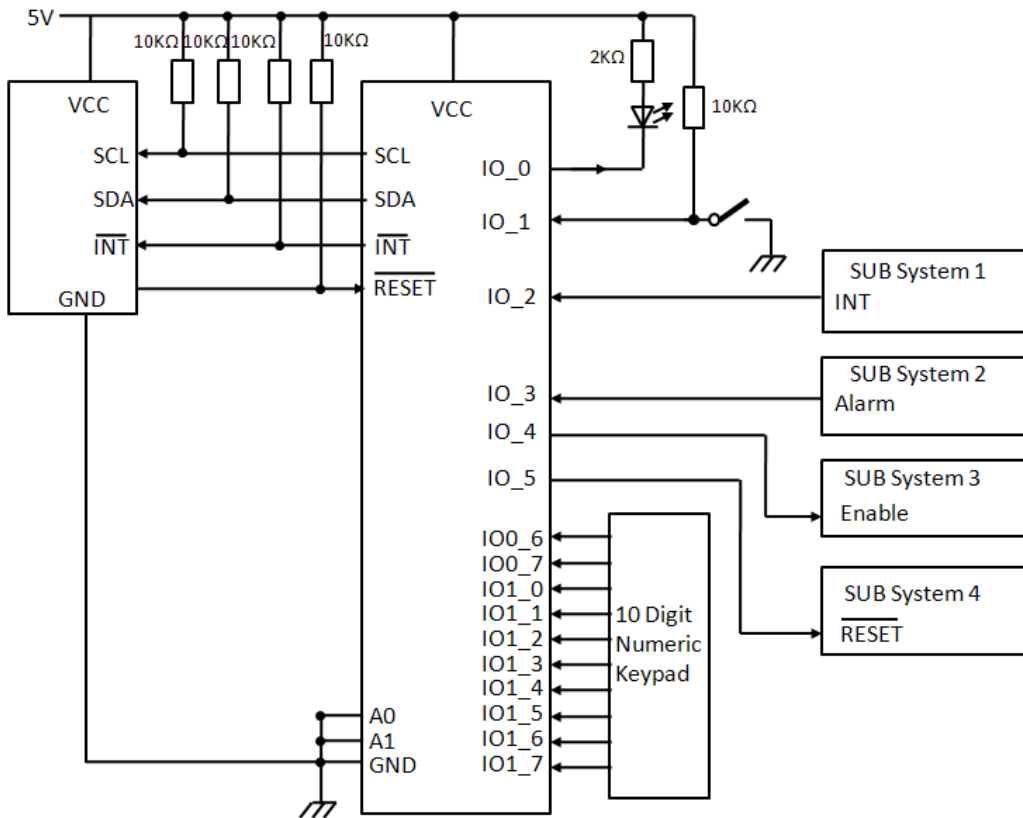 5V
10KΩ 10KΩ 10KΩ 10KΩ
2KΩ
10KΩ
VCC
SCL
SDA
INT
GND
VCC
SCL
SDA
INT
RESET
A0
A1
GND
IO_0
IO_1
IO_2
IO_3
IO_4
IO_5
IO0_6
IO0_7
IO1_0
IO1_1
IO1_2
IO1_3
IO1_4
IO1_5
IO1_6
IO1_7
10 Digit
Numeric
Keypad
SUB System 1
INT
SUB System 2
Alarm
SUB System 3
Enable
SUB System 4
RESET